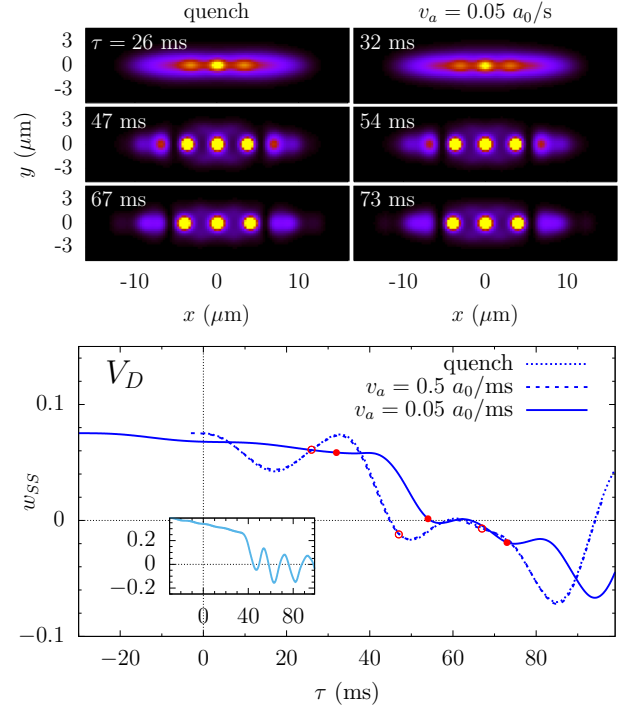 quench
v_a = 0.05 a_0/s
3
0
-3
τ = 26 ms
32 ms
3
0
-3
47 ms
54 ms
3
0
-3
67 ms
73 ms
y (μm)
-10 0 10
-10 0 10
x (μm)
x (μm)
V_D
quench
v_a = 0.5 a_0/ms
v_a = 0.05 a_0/ms
0.1
0
−0.1
w_SS
0.2
0
−0.2
0 40 80
−20 0 20 40 60 80
τ (ms)